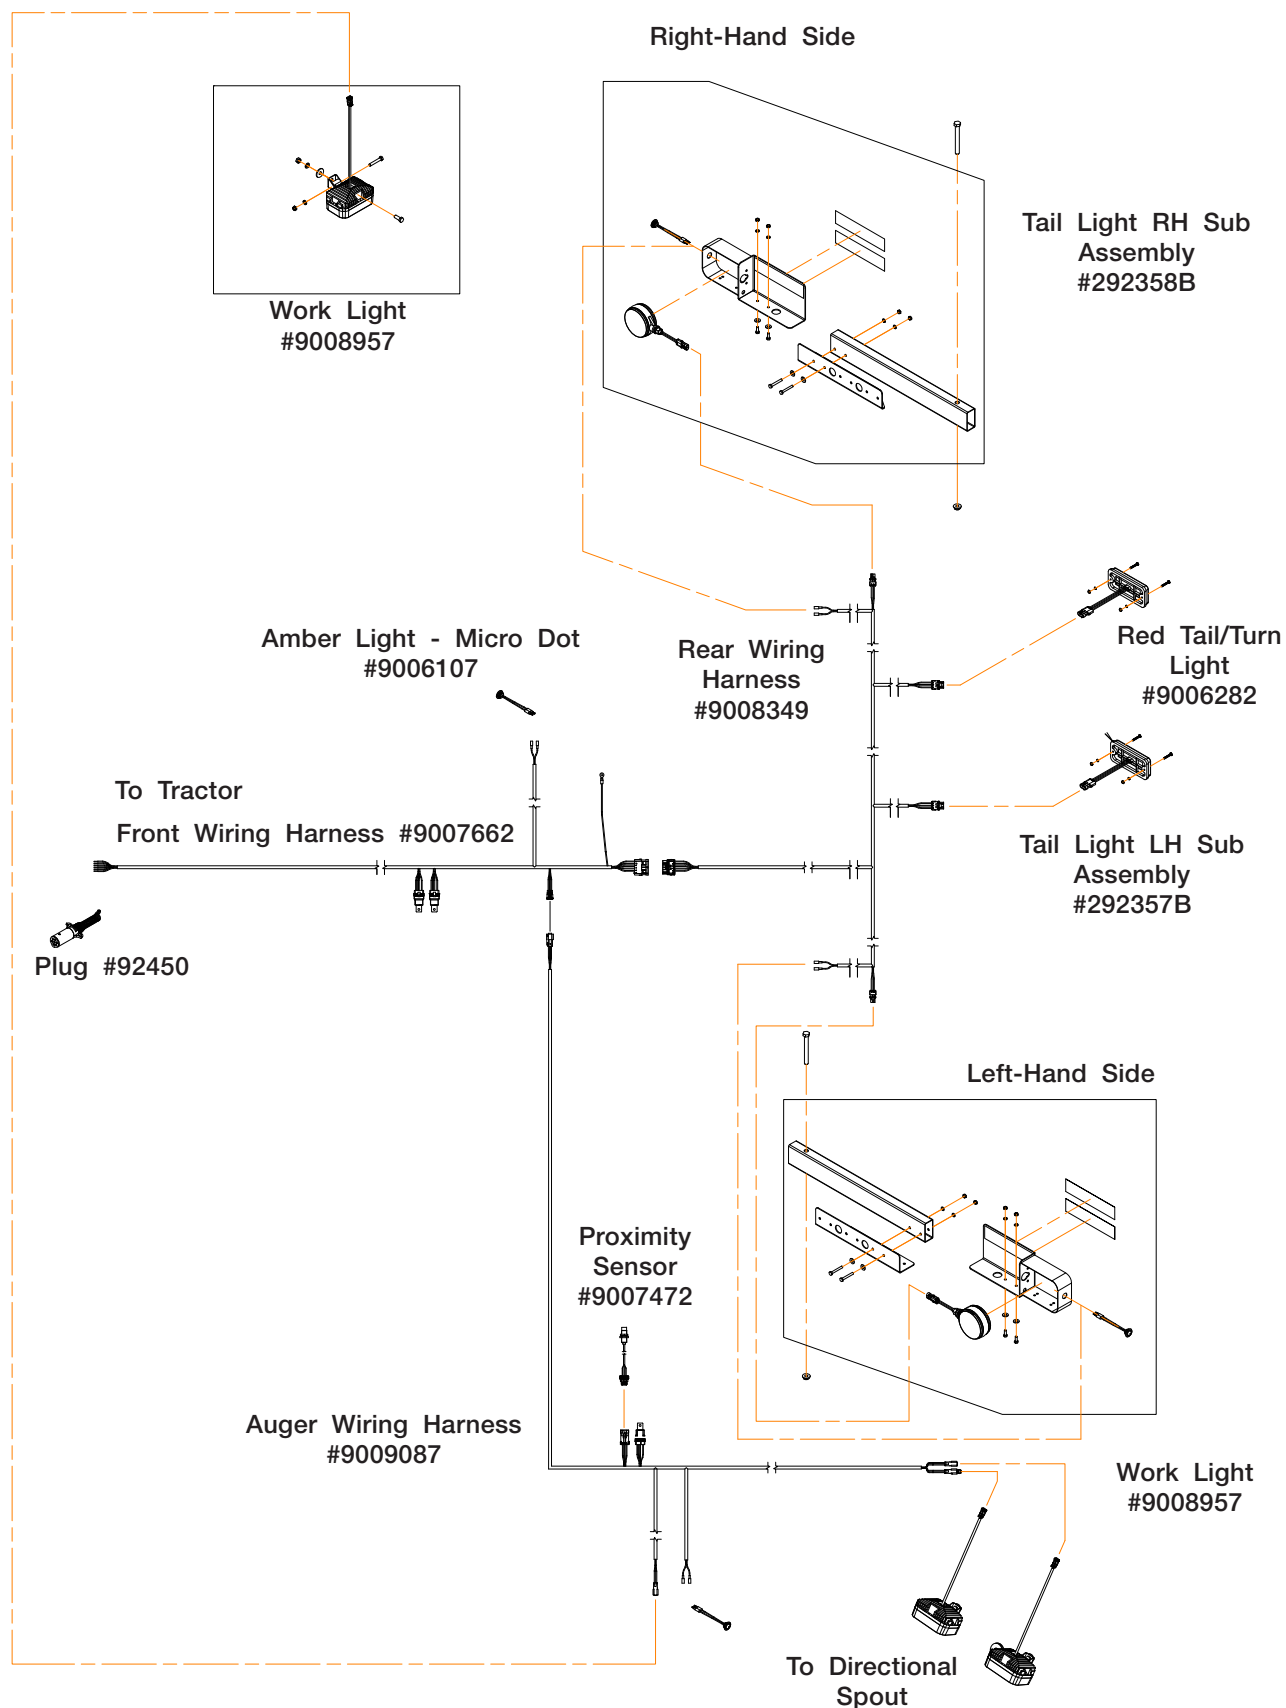 Right-Hand Side
Tail Light RH Sub
Assembly
#292358B
Work Light
#9008957
Amber Light - Micro Dot
#9006107
Rear Wiring
Harness
#9008349
Red Tail/Turn
Light
#9006282
To Tractor
Front Wiring Harness #9007662
Tail Light LH Sub
Assembly
#292357B
Plug #92450
Left-Hand Side
Proximity
Sensor
#9007472
Auger Wiring Harness
#9009087
Work Light
#9008957
To Directional
Spout